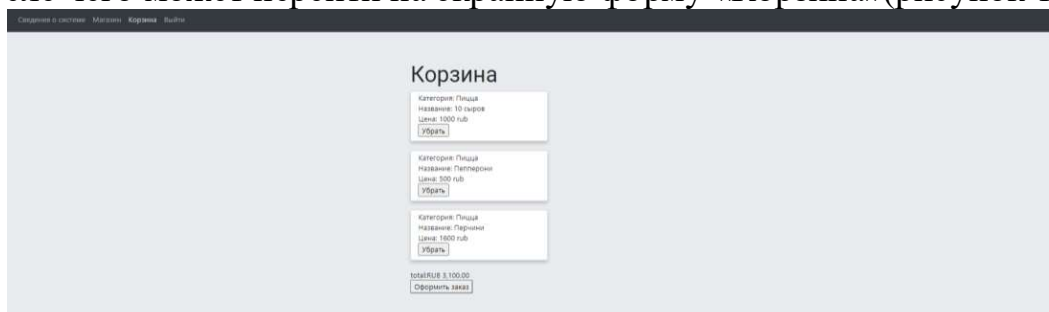 Сведения о системе Магазин Корзина Выйти
Корзина
Категория: Пицца
Название: 10 сыров
Цена: 1000 rub
Убрать
Категория: Пицца
Название: Пепперони
Цена: 500 rub
Убрать
Категория: Пицца
Название: Перчини
Цена: 1600 rub
Убрать
total:RUB 3,100.00
Оформить заказ